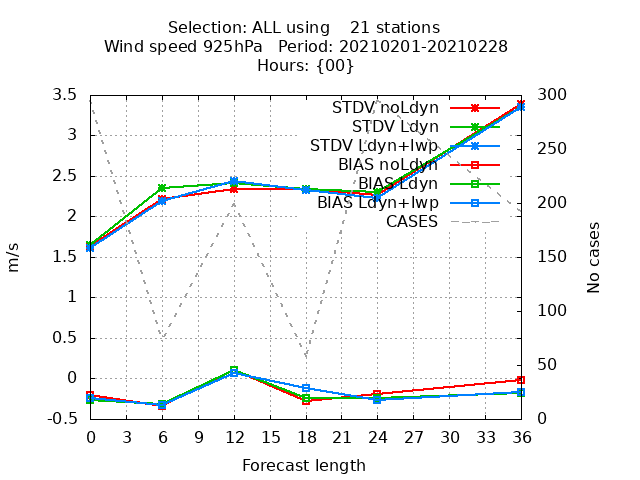 Selection: ALL using    21 stations
Wind speed 925hPa   Period: 20210201-20210228
Hours: {00}
STDV noLdyn
STDV Ldyn
STDV Ldyn+lwp
BIAS noLdyn
BIAS Ldyn
BIAS Ldyn+lwp
CASES
3.5
3
2.5
2
1.5
1
0.5
0
-0.5
m/s
300
250
200
150
100
50
0
No cases
0 3 6 9 12 15 18 21 24 27 30 33 36
Forecast length